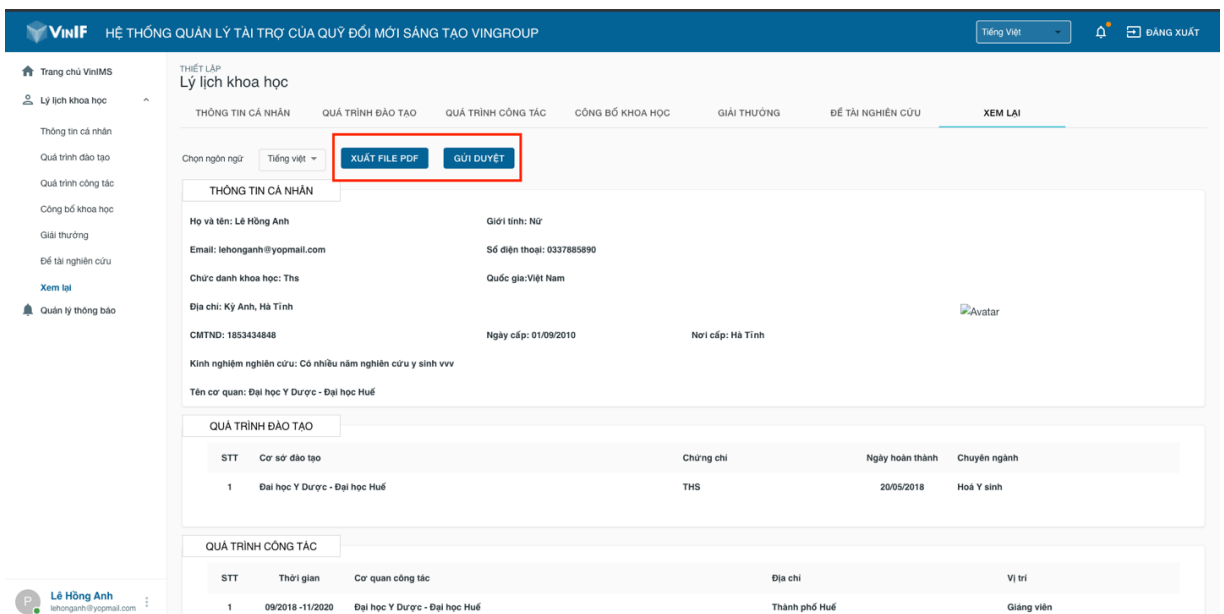 VINIF HỆ THỐNG QUẢN LÝ TÀI TRỢ CỦA QUỸ ĐỔI MỚI SÁNG TẠO VINGROUP Tiếng Việt ĐĂNG XUẤT
Trang chủ VinIMS
Lý lịch khoa học
Thông tin cá nhân
Quá trình đào tạo
Quá trình công tác
Công bố khoa học
Giải thưởng
Đề tài nghiên cứu
Xem lại
Quản lý thông báo
P
Lê Hồng Anh
lehonganh@yopmail.com
THIẾT LẬP
Lý lịch khoa học
THÔNG TIN CÁ NHÂN QUÁ TRÌNH ĐÀO TẠO QUÁ TRÌNH CÔNG TÁC CÔNG BỐ KHOA HỌC GIẢI THƯỞNG ĐỀ TÀI NGHIÊN CỨU XEM LẠI
Chọn ngôn ngữ Tiếng việt XUẤT FILE PDF GỬI DUYỆT
THÔNG TIN CÁ NHÂN
Họ và tên: Lê Hồng Anh Giới tính: Nữ
Email: lehonganh@yopmail.com Số điện thoại: 0337885890
Chức danh khoa học: Ths Quốc gia:Việt Nam
Địa chỉ: Kỳ Anh, Hà Tĩnh
Avatar
CMTND: 1853434848 Ngày cấp: 01/09/2010 Nơi cấp: Hà Tĩnh
Kinh nghiệm nghiên cứu: Có nhiều năm nghiên cứu y sinh vvv
Tên cơ quan: Đại học Y Dược - Đại học Huế
QUÁ TRÌNH ĐÀO TẠO
STT Cơ sở đào tạo Chứng chỉ Ngày hoàn thành Chuyên ngành
1 Đai học Y Dược - Đại học Huế THS 20/05/2018 Hoá Y sinh
QUÁ TRÌNH CÔNG TÁC
STT Thời gian Cơ quan công tác Địa chỉ Vị trí
1 09/2018 -11/2020 Đại học Y Dược - Đại học Huế Thành phố Huế Giảng viên